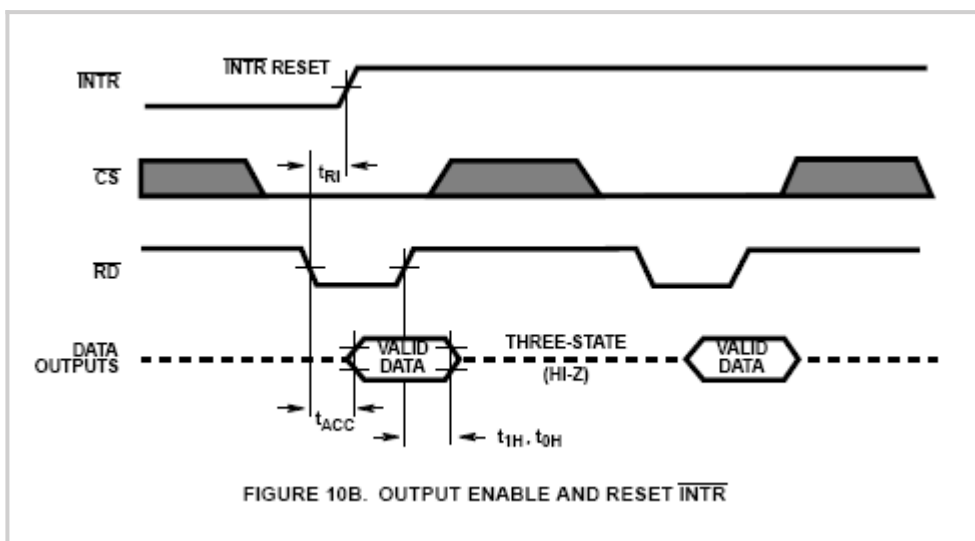 INTR RESET
INTR
tRI
CS
RD
DATA
OUTPUTS
VALID
DATA
THREE-STATE
(HI-Z)
VALID
DATA
tACC
t1H, t0H
FIGURE 10B. OUTPUT ENABLE AND RESET INTR